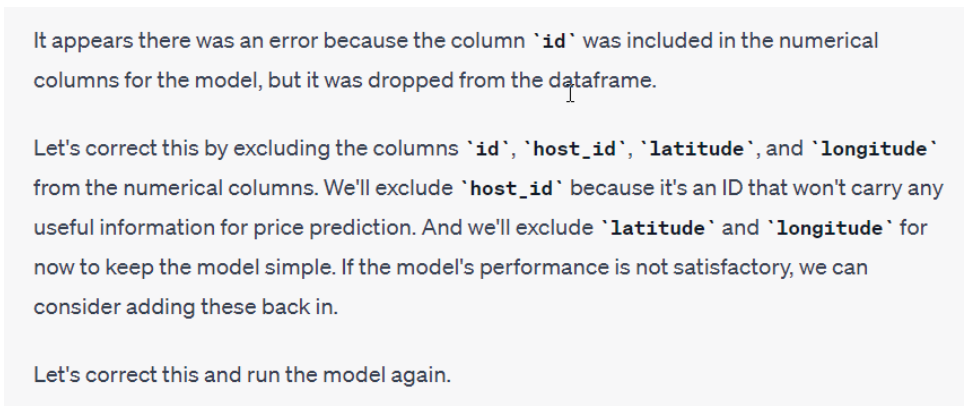 It appears there was an error because the column `id` was included in the numerical
columns for the model, but it was dropped from the dataframe.
Let's correct this by excluding the columns `id`, `host_id`, `latitude`, and `longitude`
from the numerical columns. We'll exclude `host_id` because it's an ID that won't carry any
useful information for price prediction. And we'll exclude `latitude` and `longitude` for
now to keep the model simple. If the model's performance is not satisfactory, we can
consider adding these back in.
Let's correct this and run the model again.